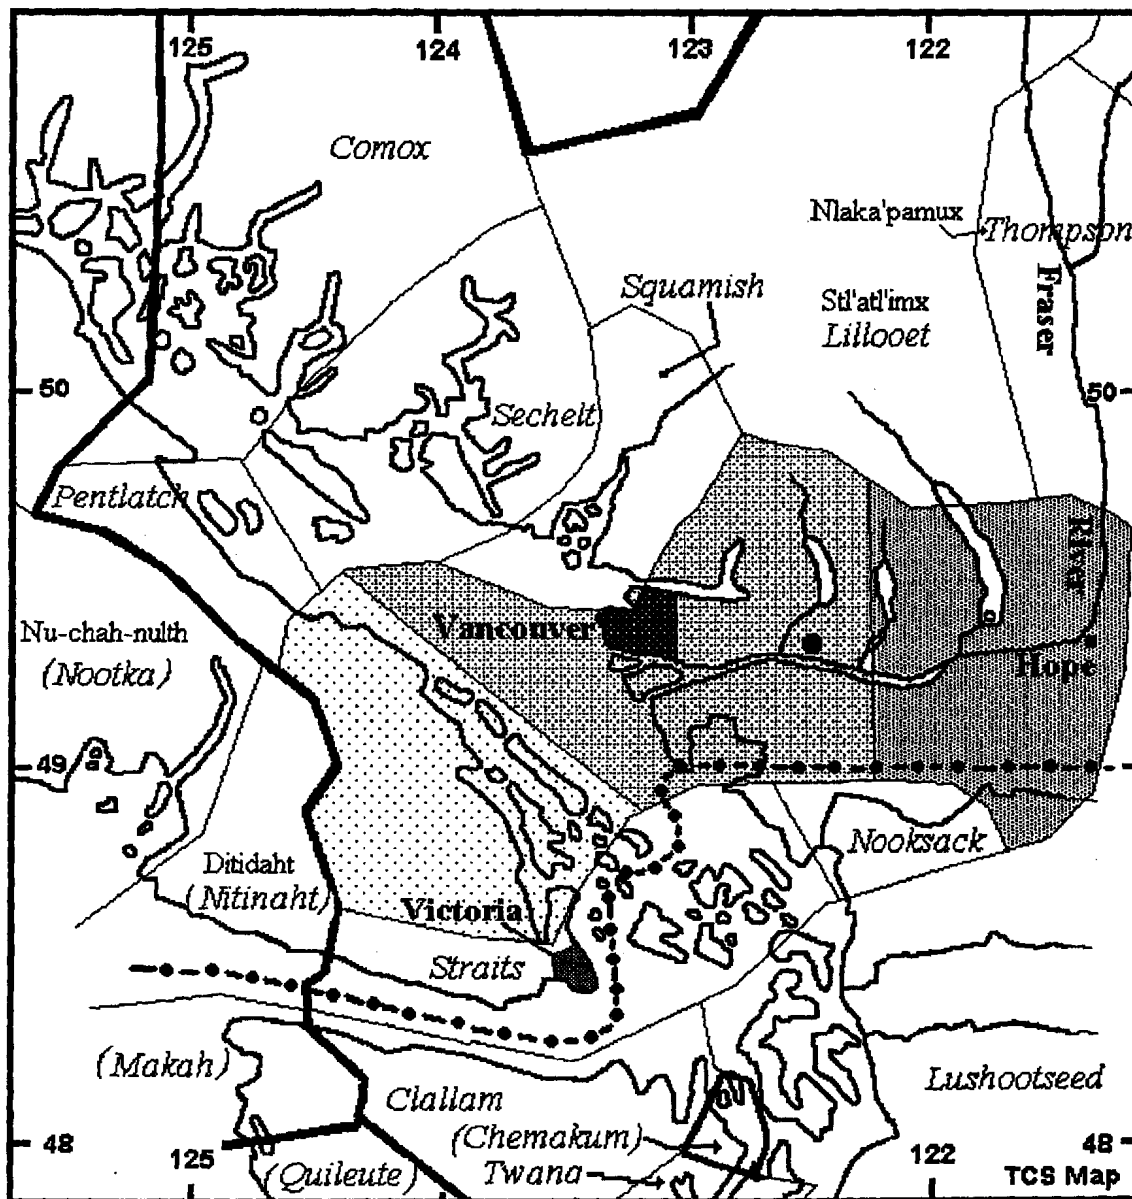 125
124
123
122
Comox
Nlaka'pamux
Thompson
Squamish
Stl'atl'imx
Lillooet
Fraser
50
50
Sechelt
Pentlatch
River
Nu-chah-nulth
(Nootka)
Vancouver
Hope
49
Ditidaht
(Nitinaht)
Nooksack
Victoria
Straits
(Makah)
Clallam
Lushootseed
(Chemakum)
48
125
(Quileute)
Twana
122
48
TCS Map